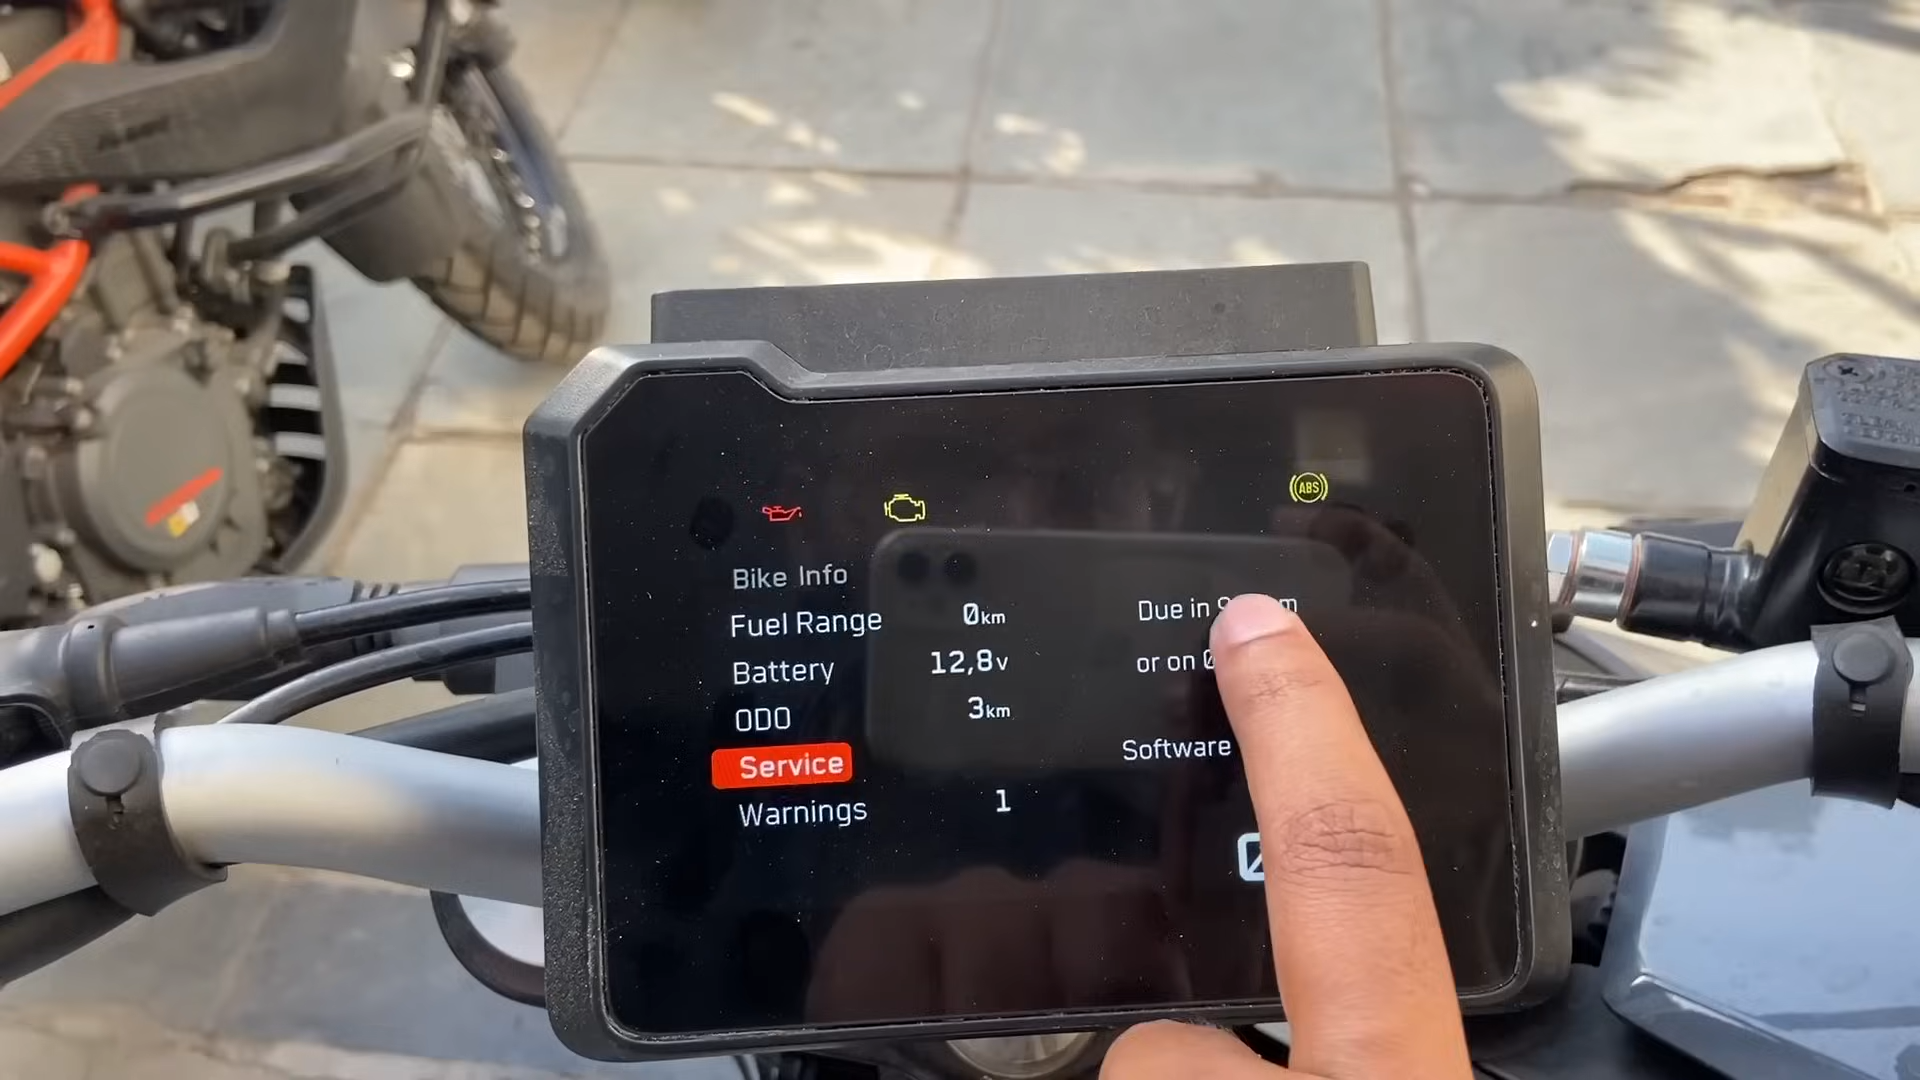 ABS
Bike Info
Fuel Range 0km
Due in
Battery 12,8v
or on
ODO 3km
Software
Service
Warnings 1